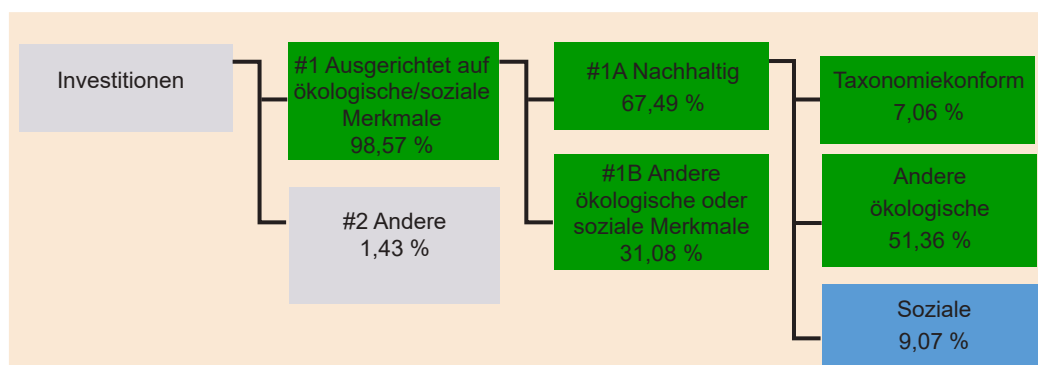 Investitionen
#1 Ausgerichtet auf
ökologische/soziale
Merkmale
98,57 %
#2 Andere
1,43 %
#1A Nachhaltig
67,49 %
#1B Andere
ökologische oder
soziale Merkmale
31,08 %
Taxonomiekonform
7,06 %
Andere
ökologische
51,36 %
Soziale
9,07 %